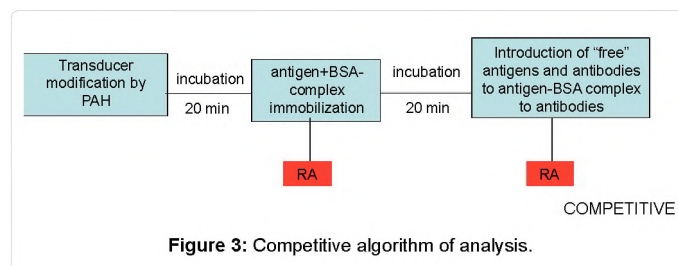 Transducer
modification by
PAH
incubation
20 min
antigen+BSA-
complex
immobilization
RA
incubation
20 min
Introduction of “free”
antigens and antibodies
to antigen-BSA complex
to antibodies
RA
COMPETITIVE
Figure 3: Competitive algorithm of analysis.